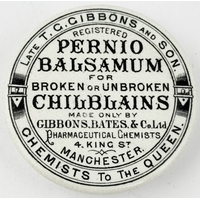 LATE T. G. GIBBONS AND SON
REGISTERED
PERNIO
BALSAMUM
FOR
BROKEN OR UNBROKEN
CHILBLAINS
MADE ONLY BY
GIBBONS, BATES, & Co Ltd
PHARMACEUTICAL CHEMISTS
4, KING ST
MANCHESTER.
CHEMISTS TO THE QUEEN